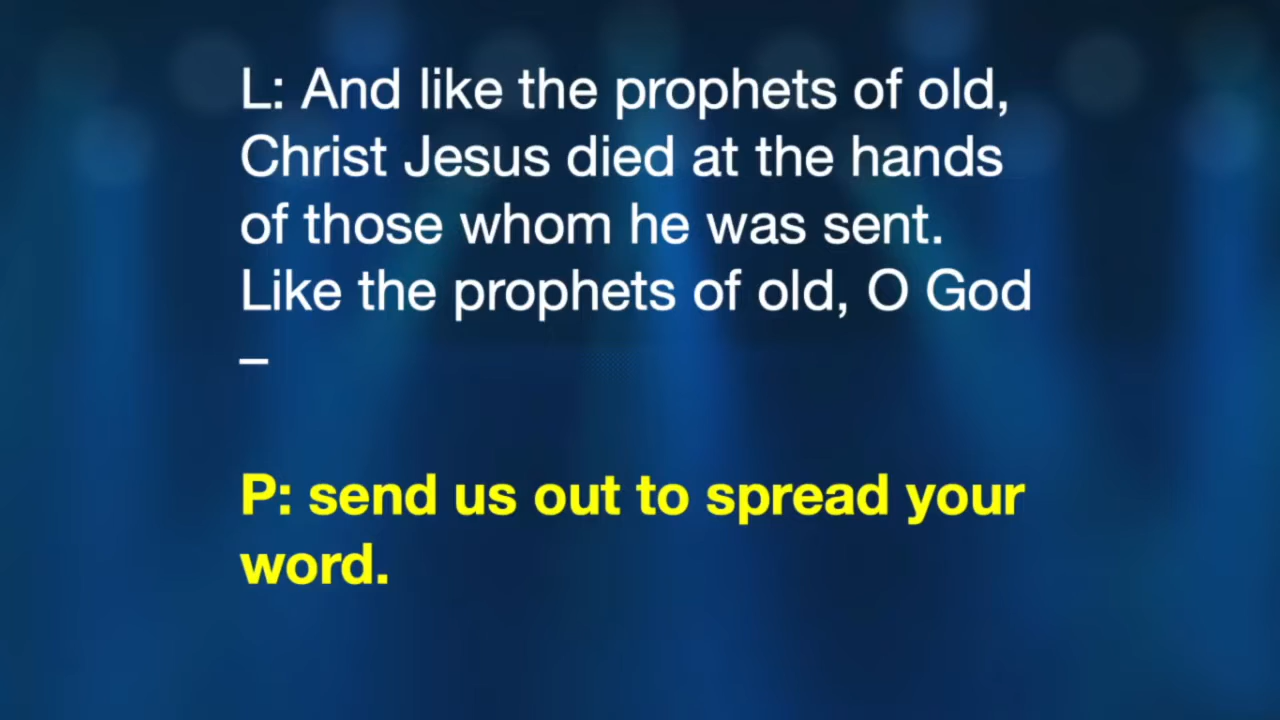 L: And like the prophets of old,
Christ Jesus died at the hands
of those whom he was sent.
Like the prophets of old, O God
–
P: send us out to spread your
word.